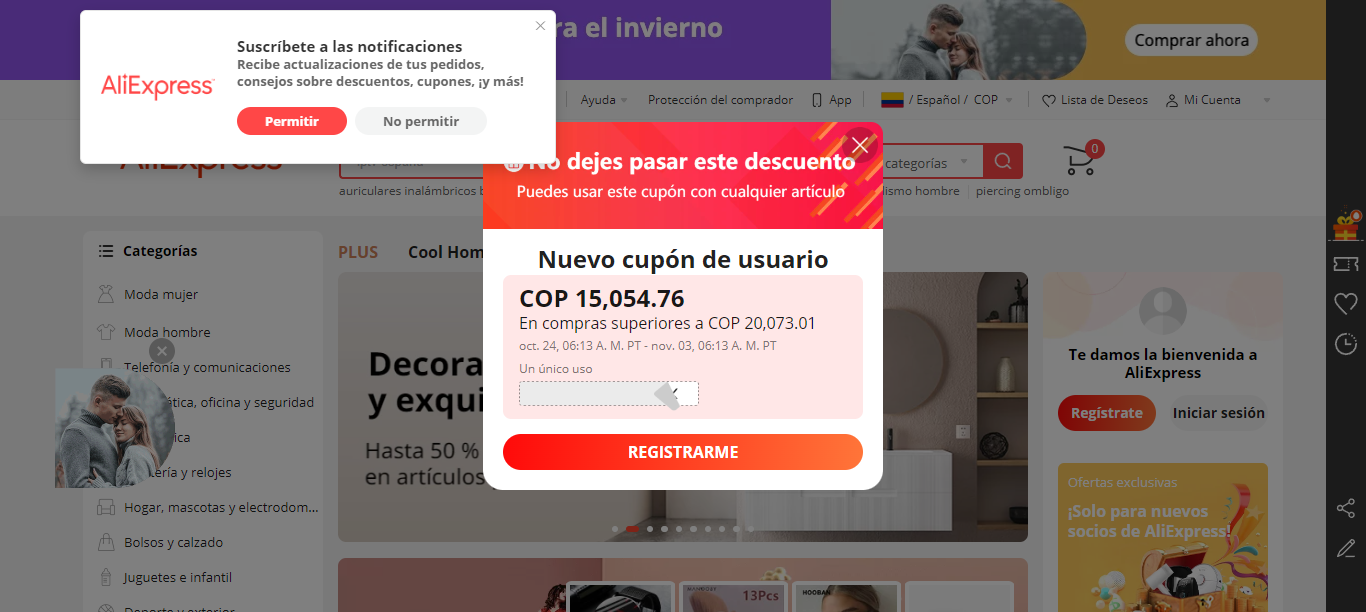 ra el invierno
Comprar ahora
Suscríbete a las notificaciones
Recibe actualizaciones de tus pedidos,
consejos sobre descuentos, cupones, ¡y más!
AliExpress
Permitir
No permitir
Ayuda
Protección del comprador
App
/ Español / COP
Lista de Deseos
Mi Cuenta
AliExpress
categorías
0
auriculares inalámbricos
lismo hombre
piercing ombligo
No dejes pasar este descuento
Puedes usar este cupón con cualquier artículo
Nuevo cupón de usuario
COP 15,054.76
En compras superiores a COP 20,073.01
oct. 24, 06:13 A. M. PT - nov. 03, 06:13 A. M. PT
Un único uso
REGISTRARME
Categorías
Moda mujer
Moda hombre
Telefonía y comunicaciones
ática, oficina y seguridad
ica
ería y relojes
Hogar, mascotas y electrodom...
Bolsos y calzado
Juguetes e infantil
Deporte y exterior
PLUS
Cool Hom
Decora
y exqui
Hasta 50 %
en artículos
Te damos la bienvenida a
AliExpress
Regístrate
Iniciar sesión
Ofertas exclusivas
¡Solo para nuevos
socios de AliExpress!
13Pcs
HOOBAN